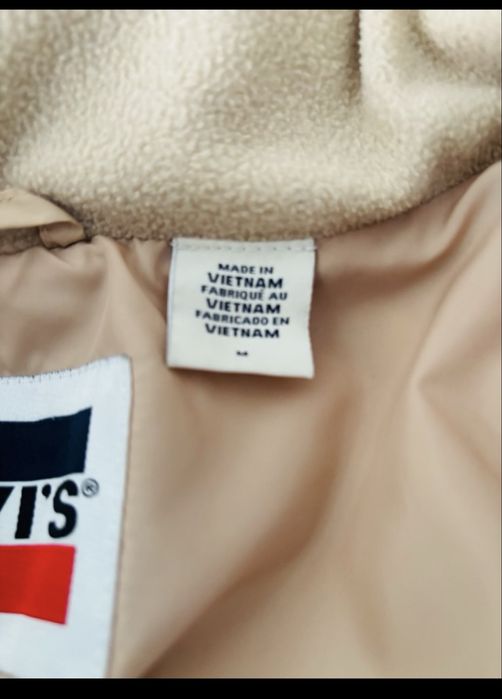 MADE IN
VIETNAM
FABRIQUÉ AU
VIETNAM
FABRICADO EN
VIETNAM
M
VI'S®